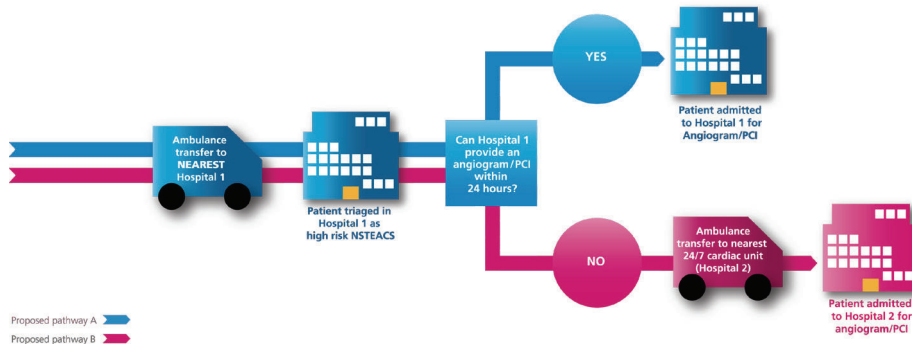 Ambulance
transfer to
NEAREST
Hospital 1
Patient triaged in
Hospital 1 as
high risk NSTEACS
Can Hospital 1
provide an
angiogram/PCI
within
24 hours?
YES
Patient admitted
to Hospital 1 for
Angiogram/PCI
NO
Ambulance
transfer to nearest
24/7 cardiac unit
(Hospital 2)
Patient admitted
to Hospital 2 for
angiogram/PCI
Proposed pathway A
Proposed pathway B